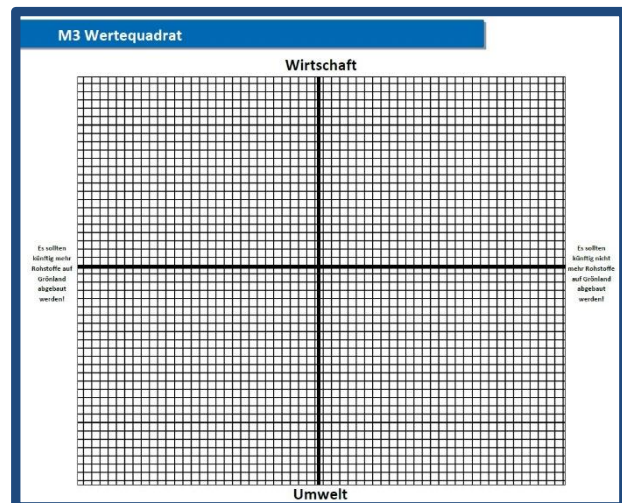 M3 Wertequadrat
Wirtschaft
Es sollten
künftig mehr
Rohstoffe auf
Grönland
abgebaut
werden!
Es sollten
künftig nicht
mehr Rohstoffe
auf Grönland
abgebaut
werden!
Umwelt